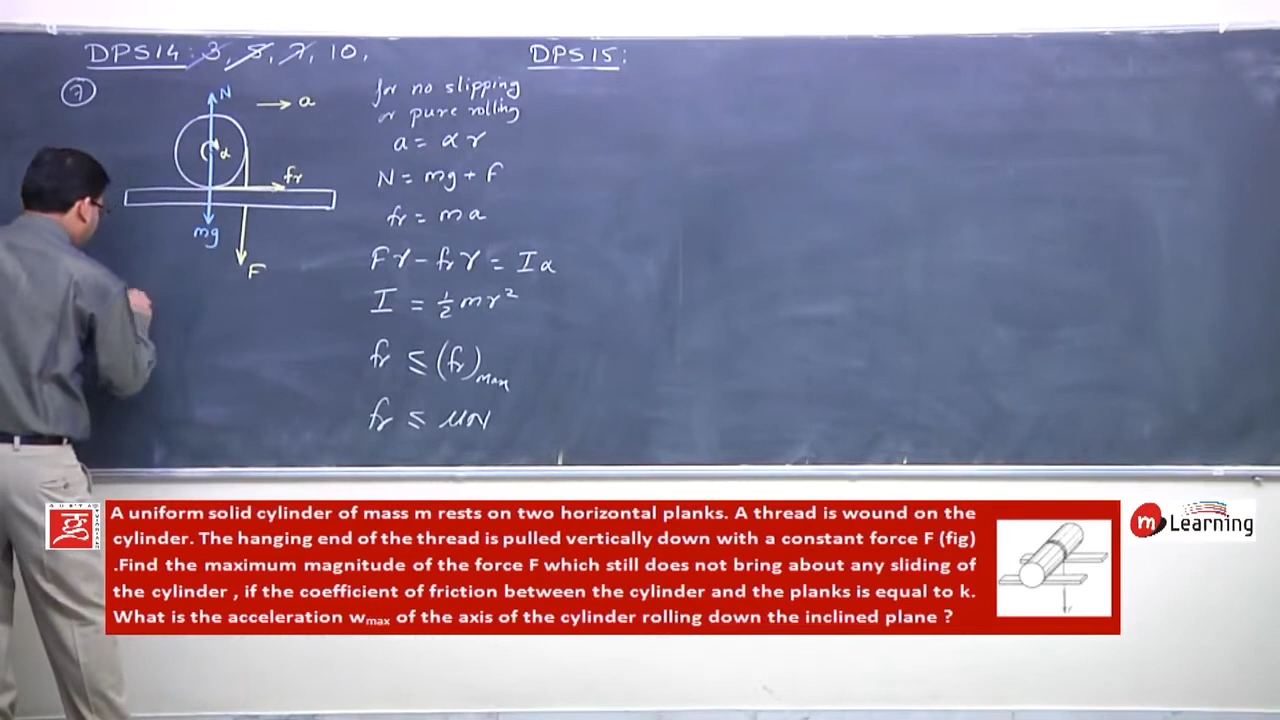 DPS14: 3, 8, 7, 10,
DPS15:
7
N
a
α
fr
mg
F
for no slipping
or pure rolling
a = α r
N = mg + F
fr = ma
Fr - fr r = Iα
I = ½ mr²
fr ≤ (fr)max
fr ≤ μN
A uniform solid cylinder of mass m rests on two horizontal planks. A thread is wound on the
cylinder. The hanging end of the thread is pulled vertically down with a constant force F (fig)
.Find the maximum magnitude of the force F which still does not bring about any sliding of
the cylinder , if the coefficient of friction between the cylinder and the planks is equal to k.
What is the acceleration wmax of the axis of the cylinder rolling down the inclined plane ?
m Learning